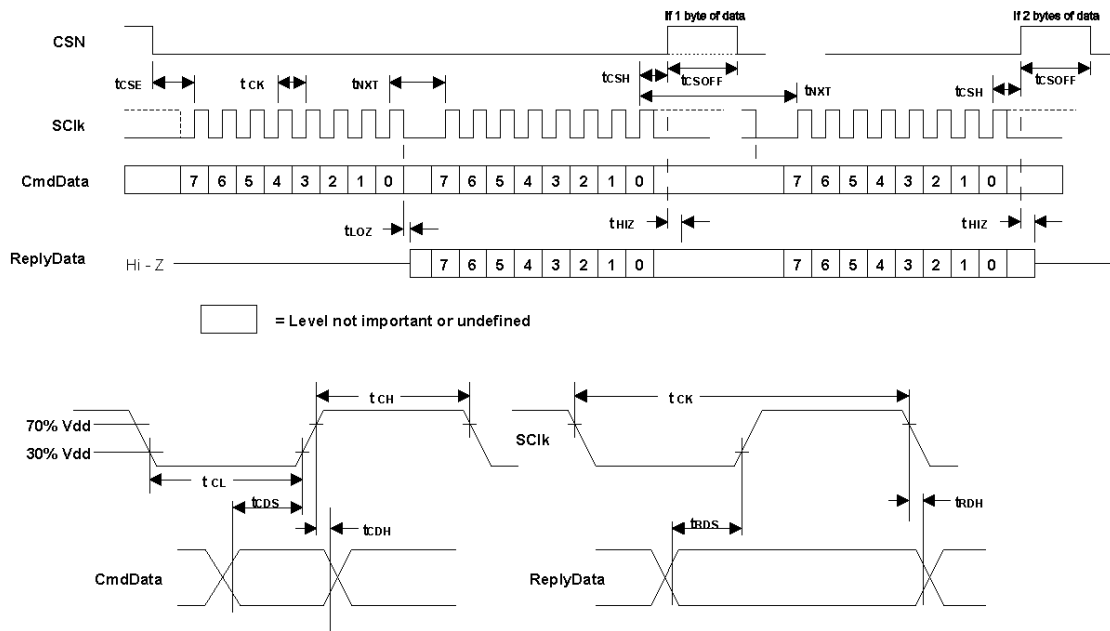 If 1 byte of data If 2 bytes of data
CSN
tCSE t CK tNXT tCSH tCSOFF tNXT tCSH tCSOFF
SClk
CmdData 7 6 5 4 3 2 1 0 7 6 5 4 3 2 1 0 7 6 5 4 3 2 1 0
tLOZ tHIZ tHIZ
ReplyData Hi - Z 7 6 5 4 3 2 1 0 7 6 5 4 3 2 1 0
= Level not important or undefined
t CH t CK
70% Vdd SClk
30% Vdd
t CL
tCDS tCDH tRDS tRDH
CmdData ReplyData